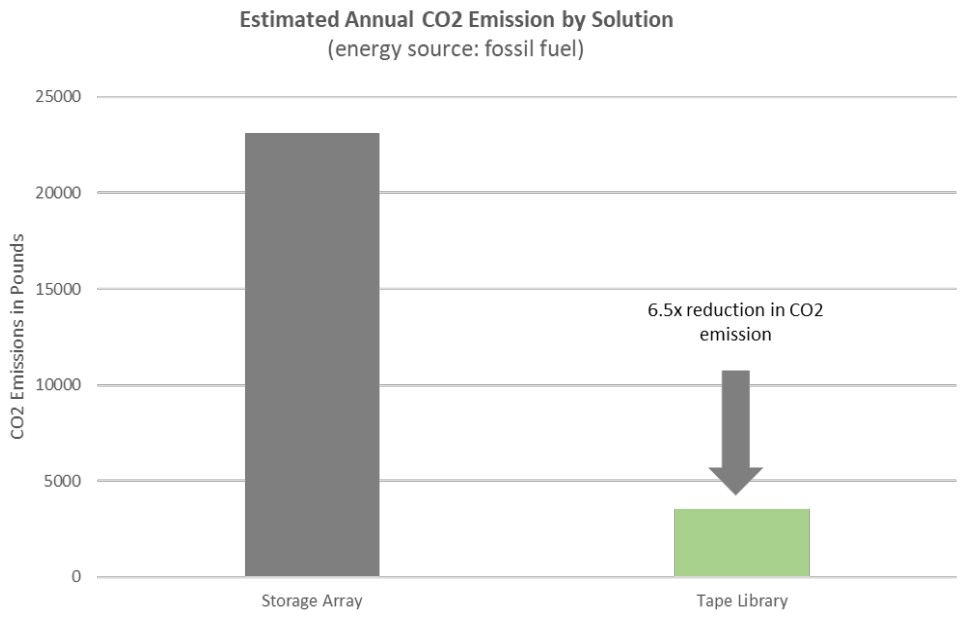 Estimated Annual CO2 Emission by Solution
(energy source: fossil fuel)
CO2 Emissions in Pounds
25000
20000
15000
10000
5000
0
6.5x reduction in CO2
emission
Storage Array
Tape Library